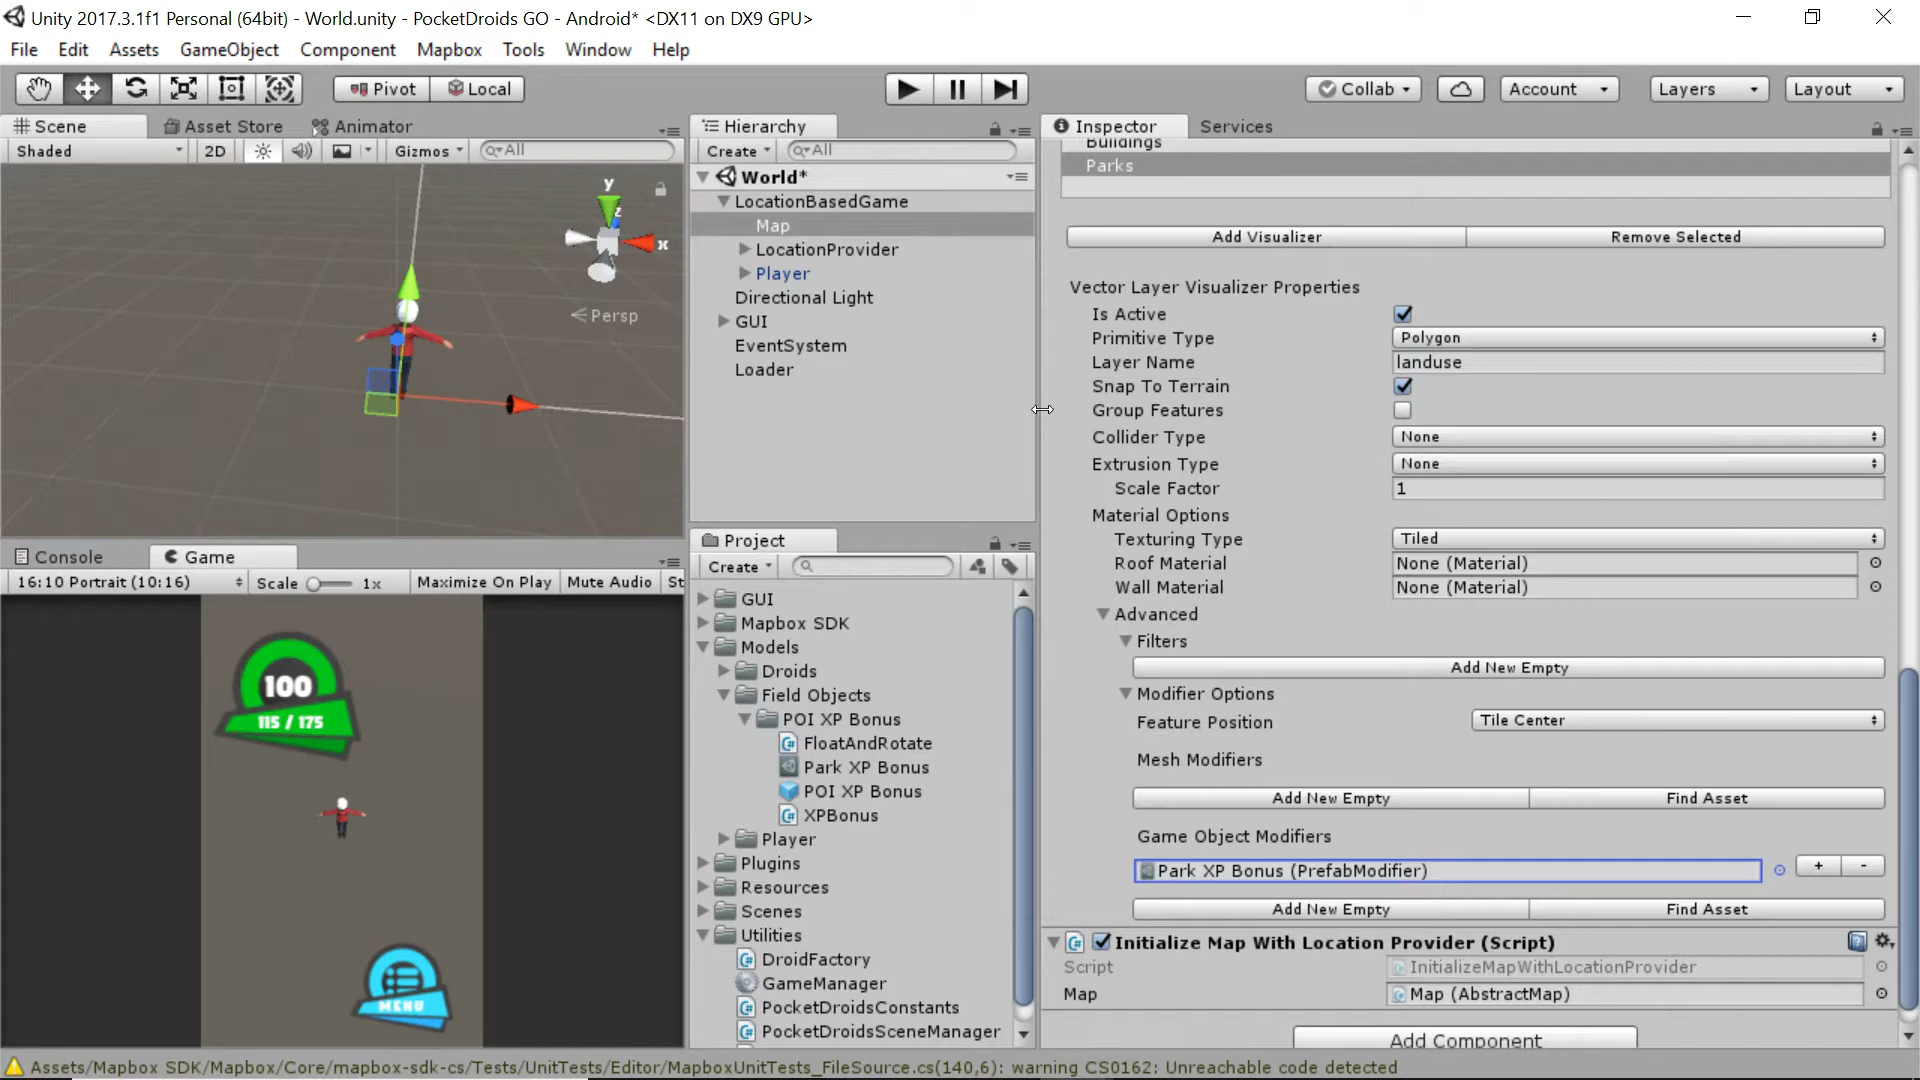 Unity 2017.3.1f1 Personal (64bit) - World.unity - PocketDroids GO - Android* <DX11 on DX9 GPU>
File Edit Assets GameObject Component Mapbox Tools Window Help
Pivot Local Collab Account Layers Layout
Scene Asset Store Animator
Shaded 2D Gizmos All
y
z
x
Persp
Console Game
16:10 Portrait (10:16) Scale 1x Maximize On Play Mute Audio St
100
115 / 175
MENU
Hierarchy
Create All
World*
LocationBasedGame
Map
LocationProvider
Player
Directional Light
GUI
EventSystem
Loader
Project
Create
GUI
Mapbox SDK
Models
Droids
Field Objects
POI XP Bonus
FloatAndRotate
Park XP Bonus
POI XP Bonus
XPBonus
Player
Plugins
Resources
Scenes
Utilities
DroidFactory
GameManager
PocketDroidsConstants
PocketDroidsSceneManager
Inspector Services
Buildings
Parks
Add Visualizer Remove Selected
Vector Layer Visualizer Properties
Is Active
Primitive Type Polygon
Layer Name landuse
Snap To Terrain
Group Features
Collider Type None
Extrusion Type None
Scale Factor 1
Material Options
Texturing Type Tiled
Roof Material None (Material)
Wall Material None (Material)
Advanced
Filters
Add New Empty
Modifier Options
Feature Position Tile Center
Mesh Modifiers
Add New Empty Find Asset
Game Object Modifiers
Park XP Bonus (PrefabModifier) + -
Add New Empty Find Asset
Initialize Map With Location Provider (Script)
Script InitializeMapWithLocationProvider
Map Map (AbstractMap)
Add Component
Assets/Mapbox SDK/Mapbox/Core/mapbox-sdk-cs/Tests/UnitTests/Editor/MapboxUnitTests_FileSource.cs(140,6): warning CS0162: Unreachable code detected